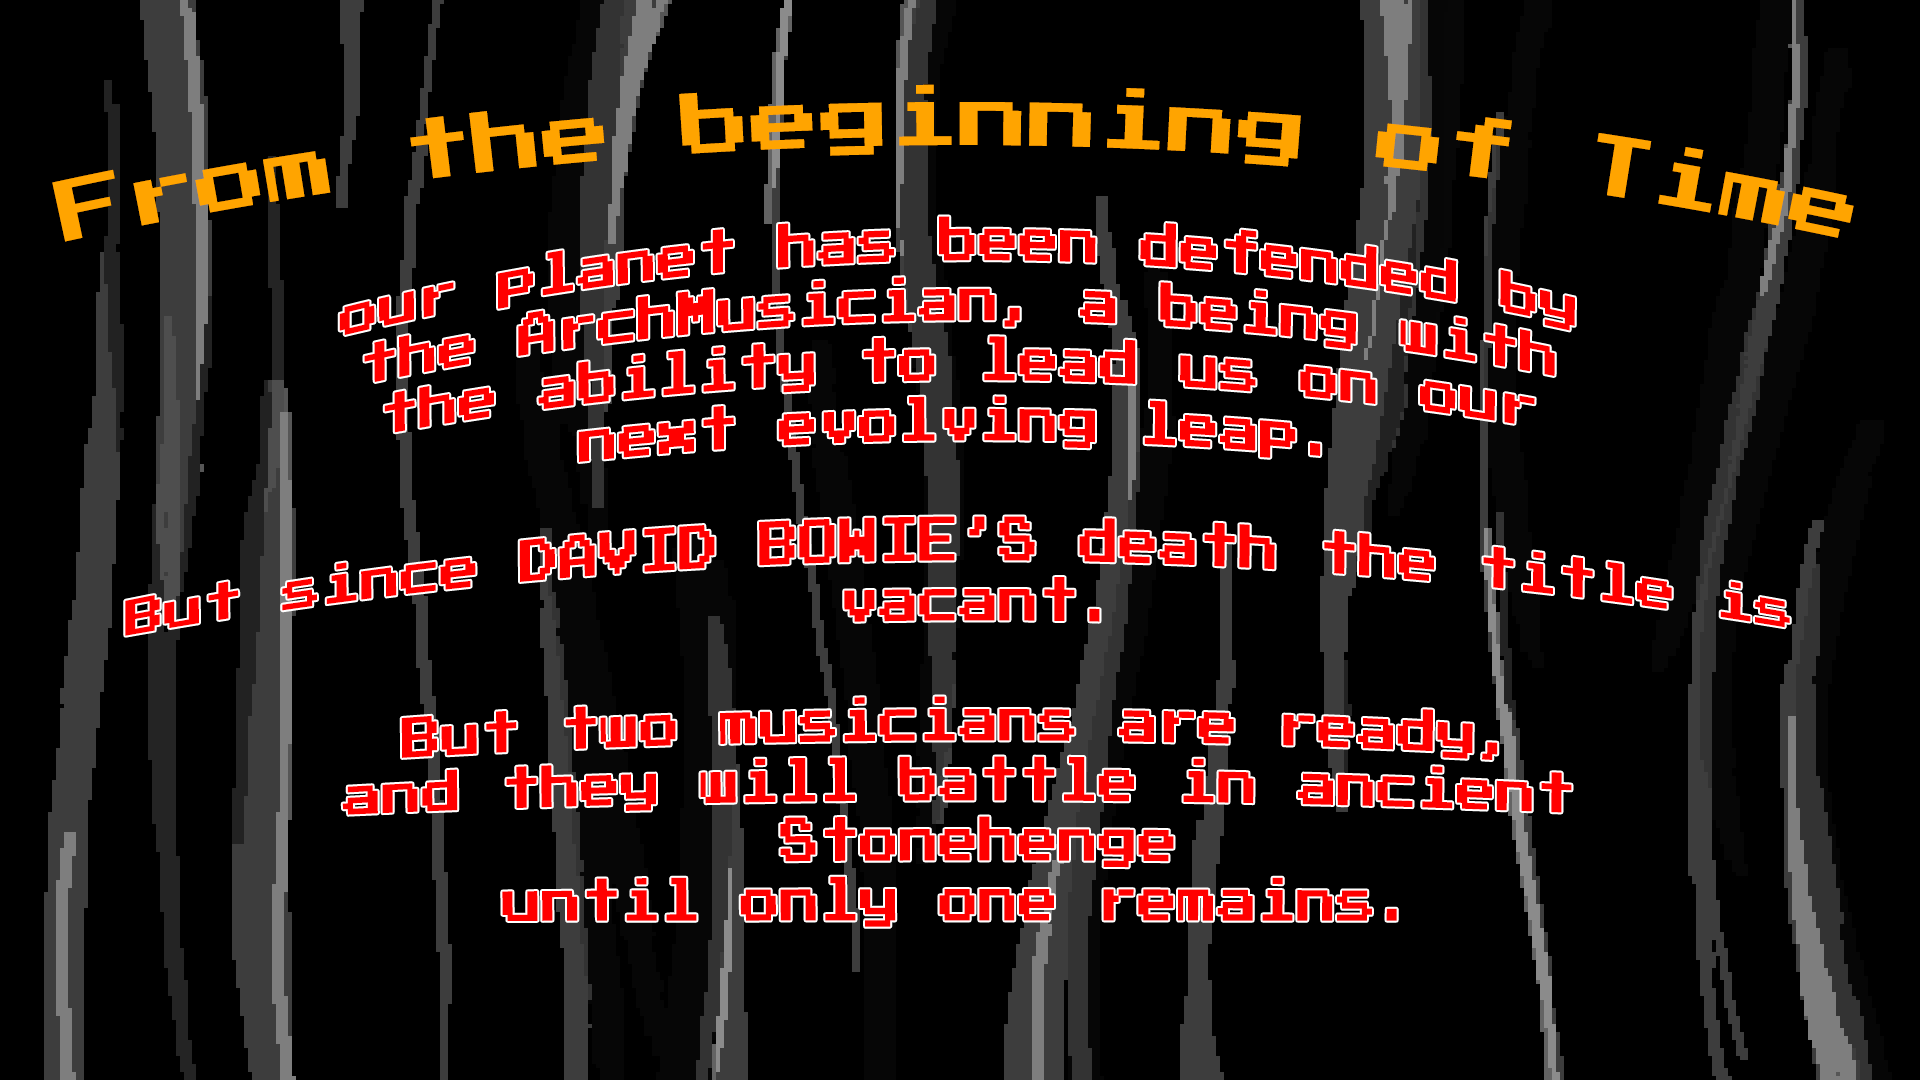 From the beginning of Time
our planet has been defended by
the ArchMusician, a being with
the ability to lead us on our
next evolving leap.
But since DAVID BOWIE'S death the title is
vacant.
But two musicians are ready,
and they will battle in ancient
Stonehenge
until only one remains.